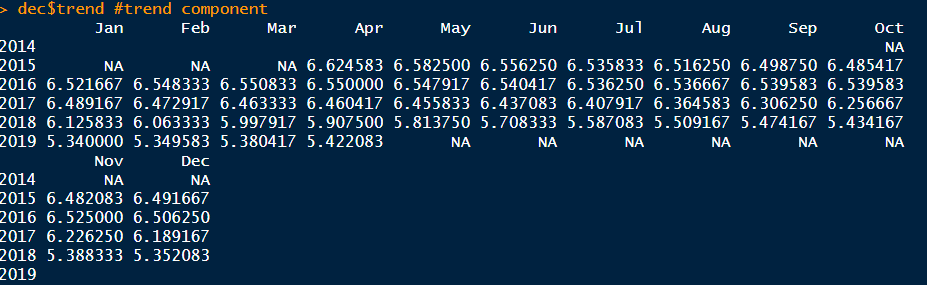 > dec$trend #trend component
          Jan      Feb      Mar      Apr      May      Jun      Jul      Aug      Sep      Oct
2014                                                                                        NA
2015       NA       NA       NA 6.624583 6.582500 6.556250 6.535833 6.516250 6.498750 6.485417
2016 6.521667 6.548333 6.550833 6.550000 6.547917 6.540417 6.536250 6.536667 6.539583 6.539583
2017 6.489167 6.472917 6.463333 6.460417 6.455833 6.437083 6.407917 6.364583 6.306250 6.256667
2018 6.125833 6.063333 5.997917 5.907500 5.813750 5.708333 5.587083 5.509167 5.474167 5.434167
2019 5.340000 5.349583 5.380417 5.422083       NA       NA       NA       NA       NA       NA
          Nov      Dec
2014       NA       NA
2015 6.482083 6.491667
2016 6.525000 6.506250
2017 6.226250 6.189167
2018 5.388333 5.352083
2019